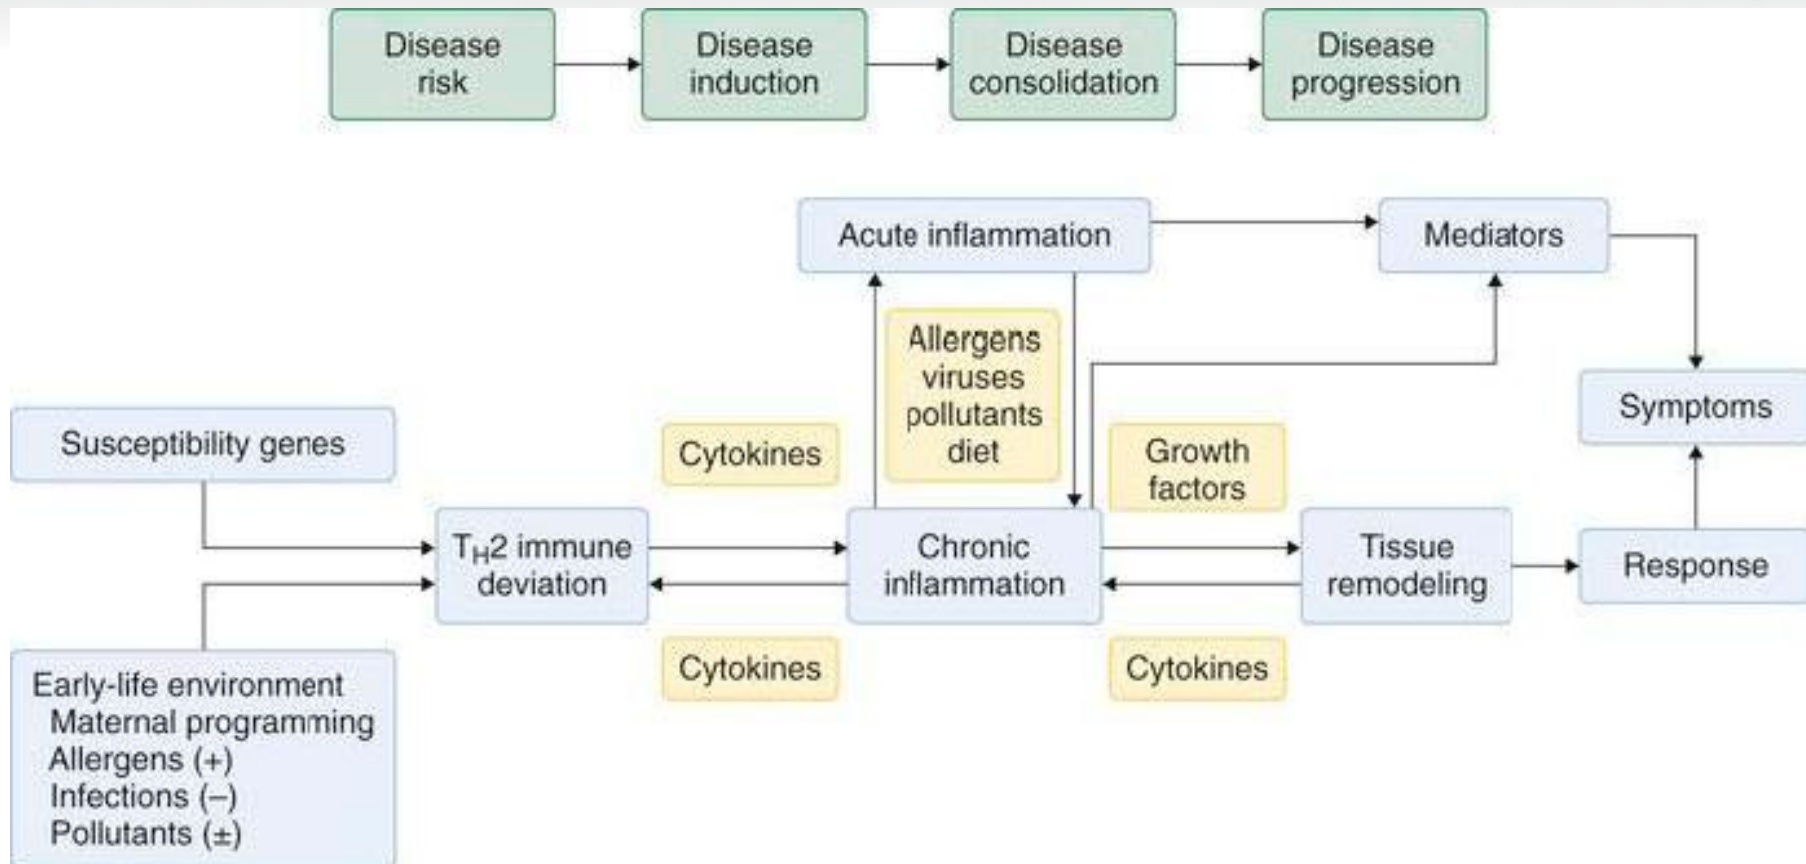 Disease
risk
Disease
induction
Disease
consolidation
Disease
progression
Acute inflammation
Mediators
Allergens
viruses
pollutants
diet
Symptoms
Susceptibility genes
Cytokines
Growth
factors
TH2 immune
deviation
Chronic
inflammation
Tissue
remodeling
Response
Cytokines
Cytokines
Early-life environment
Maternal programming
Allergens (+)
Infections (–)
Pollutants (±)